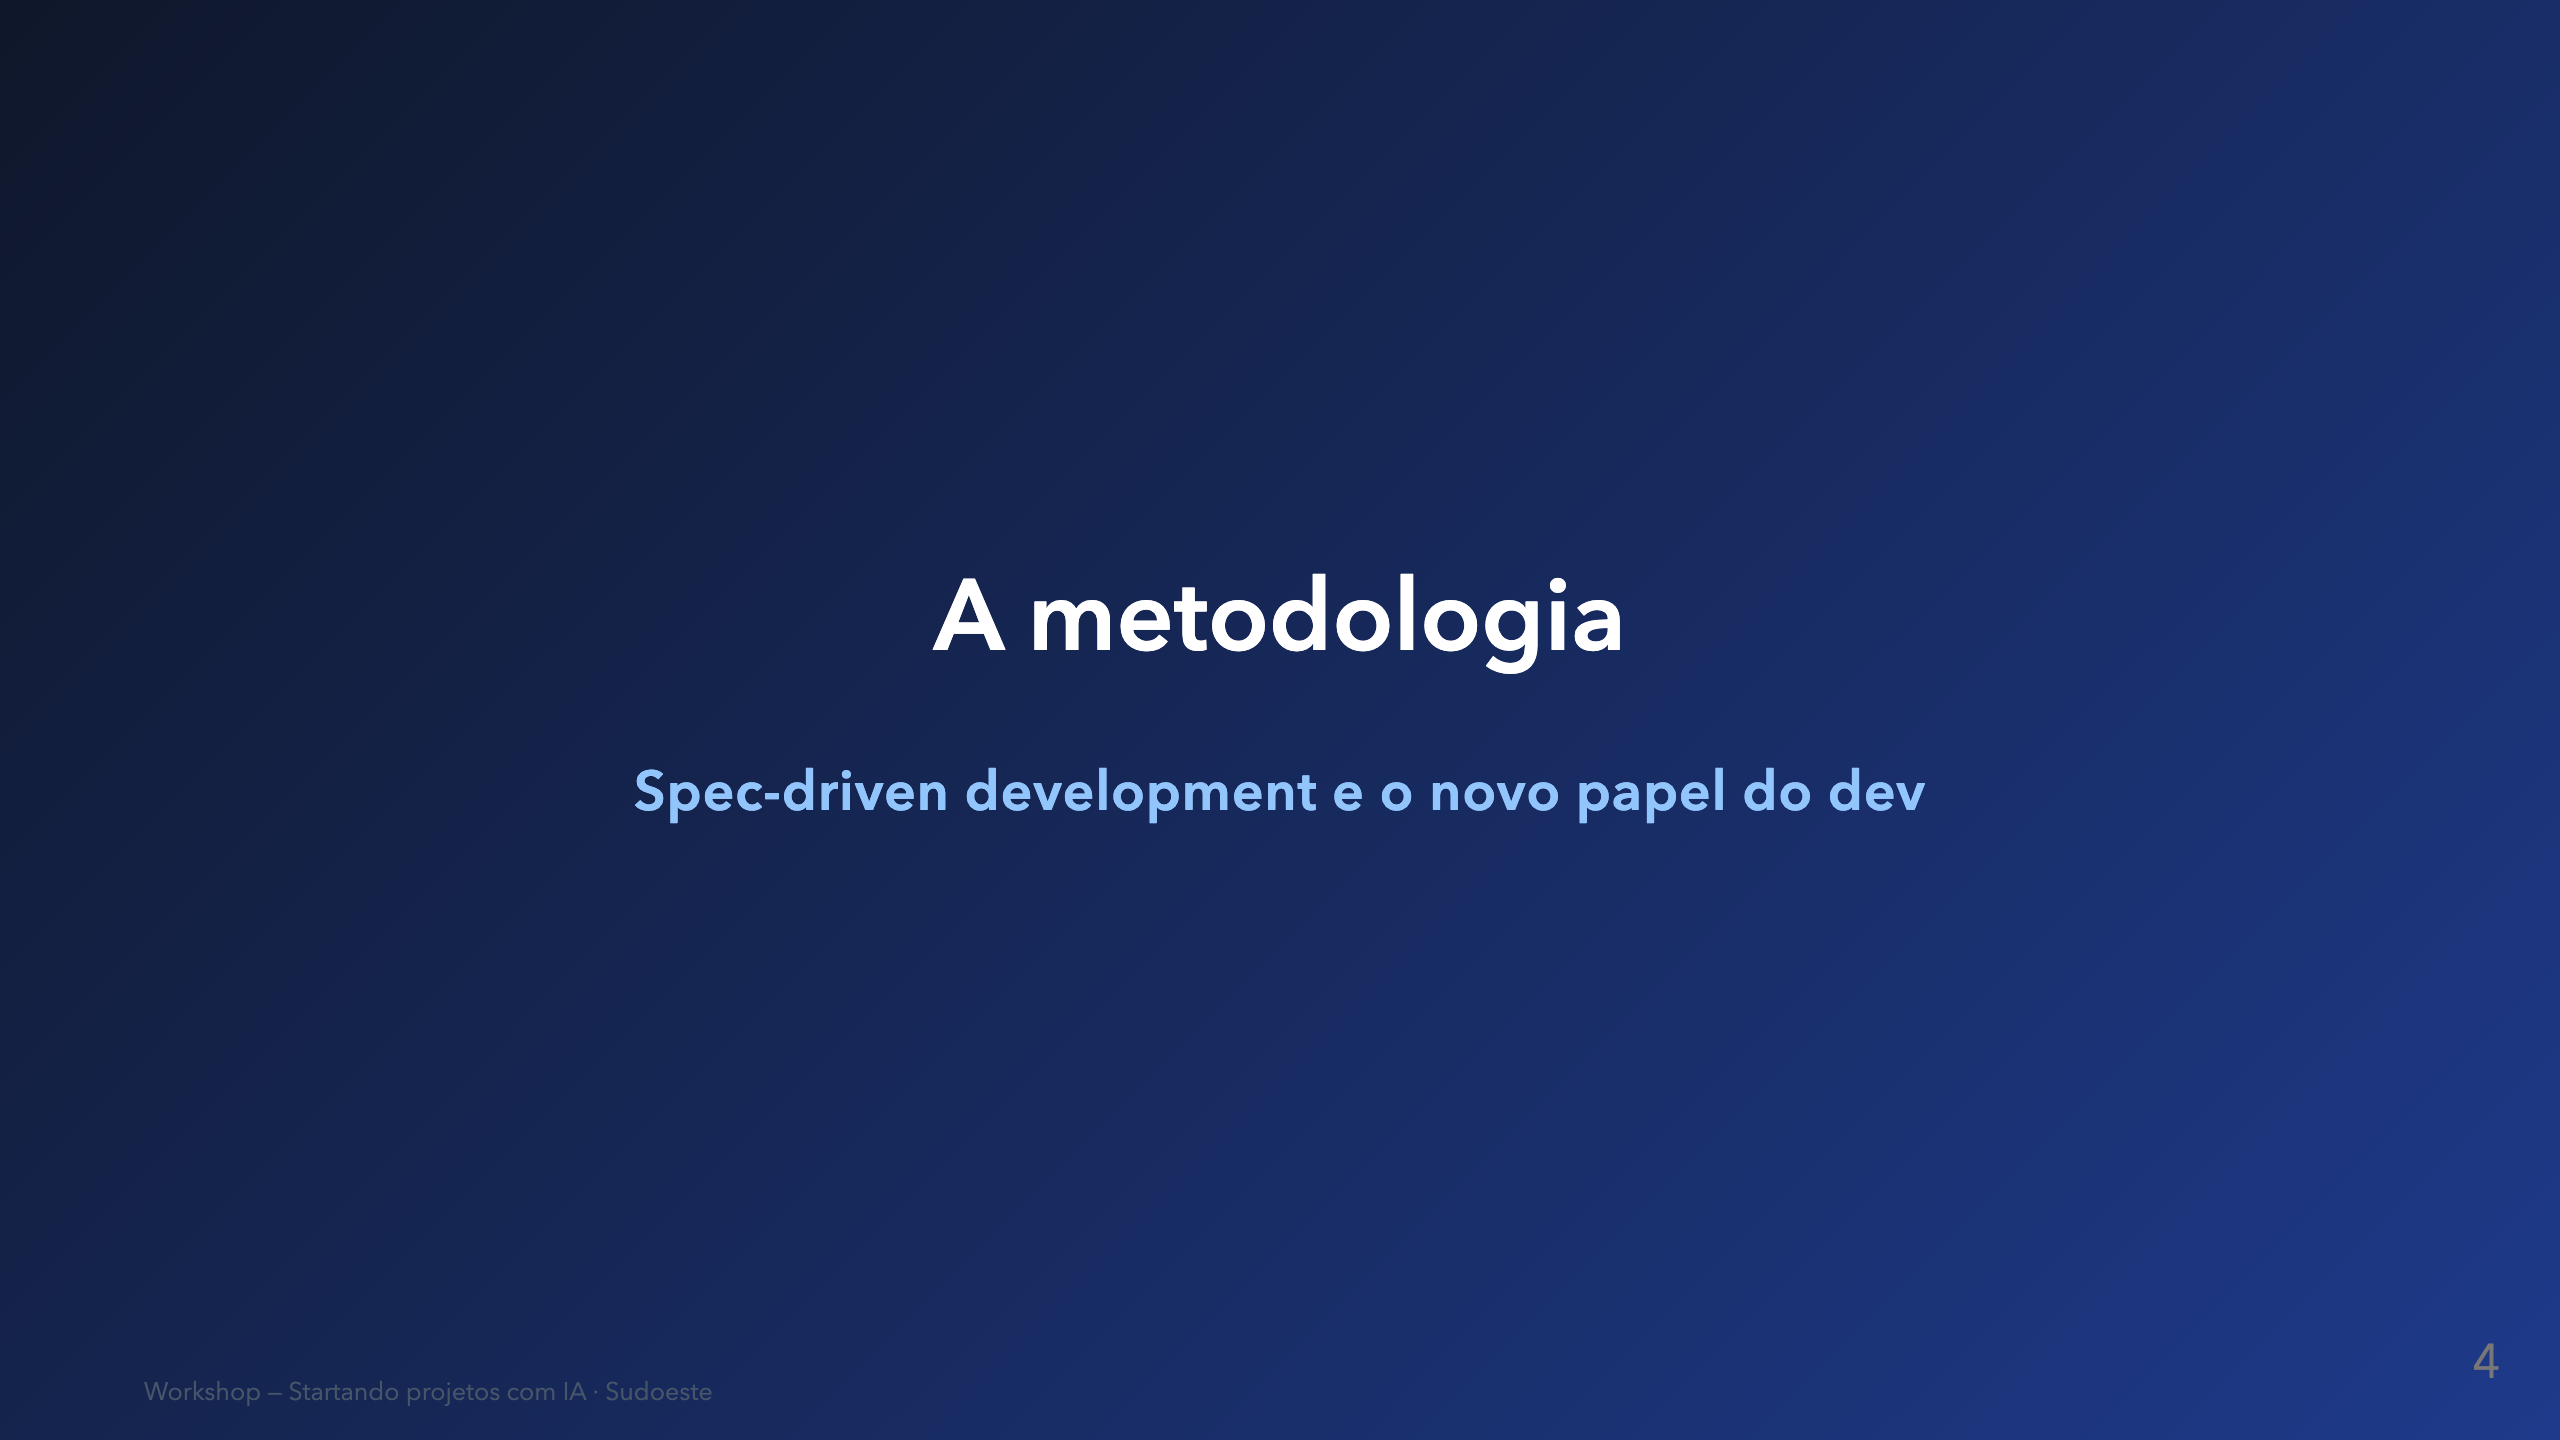 A metodologia
Spec-driven development e o novo papel do dev
Workshop – Startando projetos com IA · Sudoeste
4